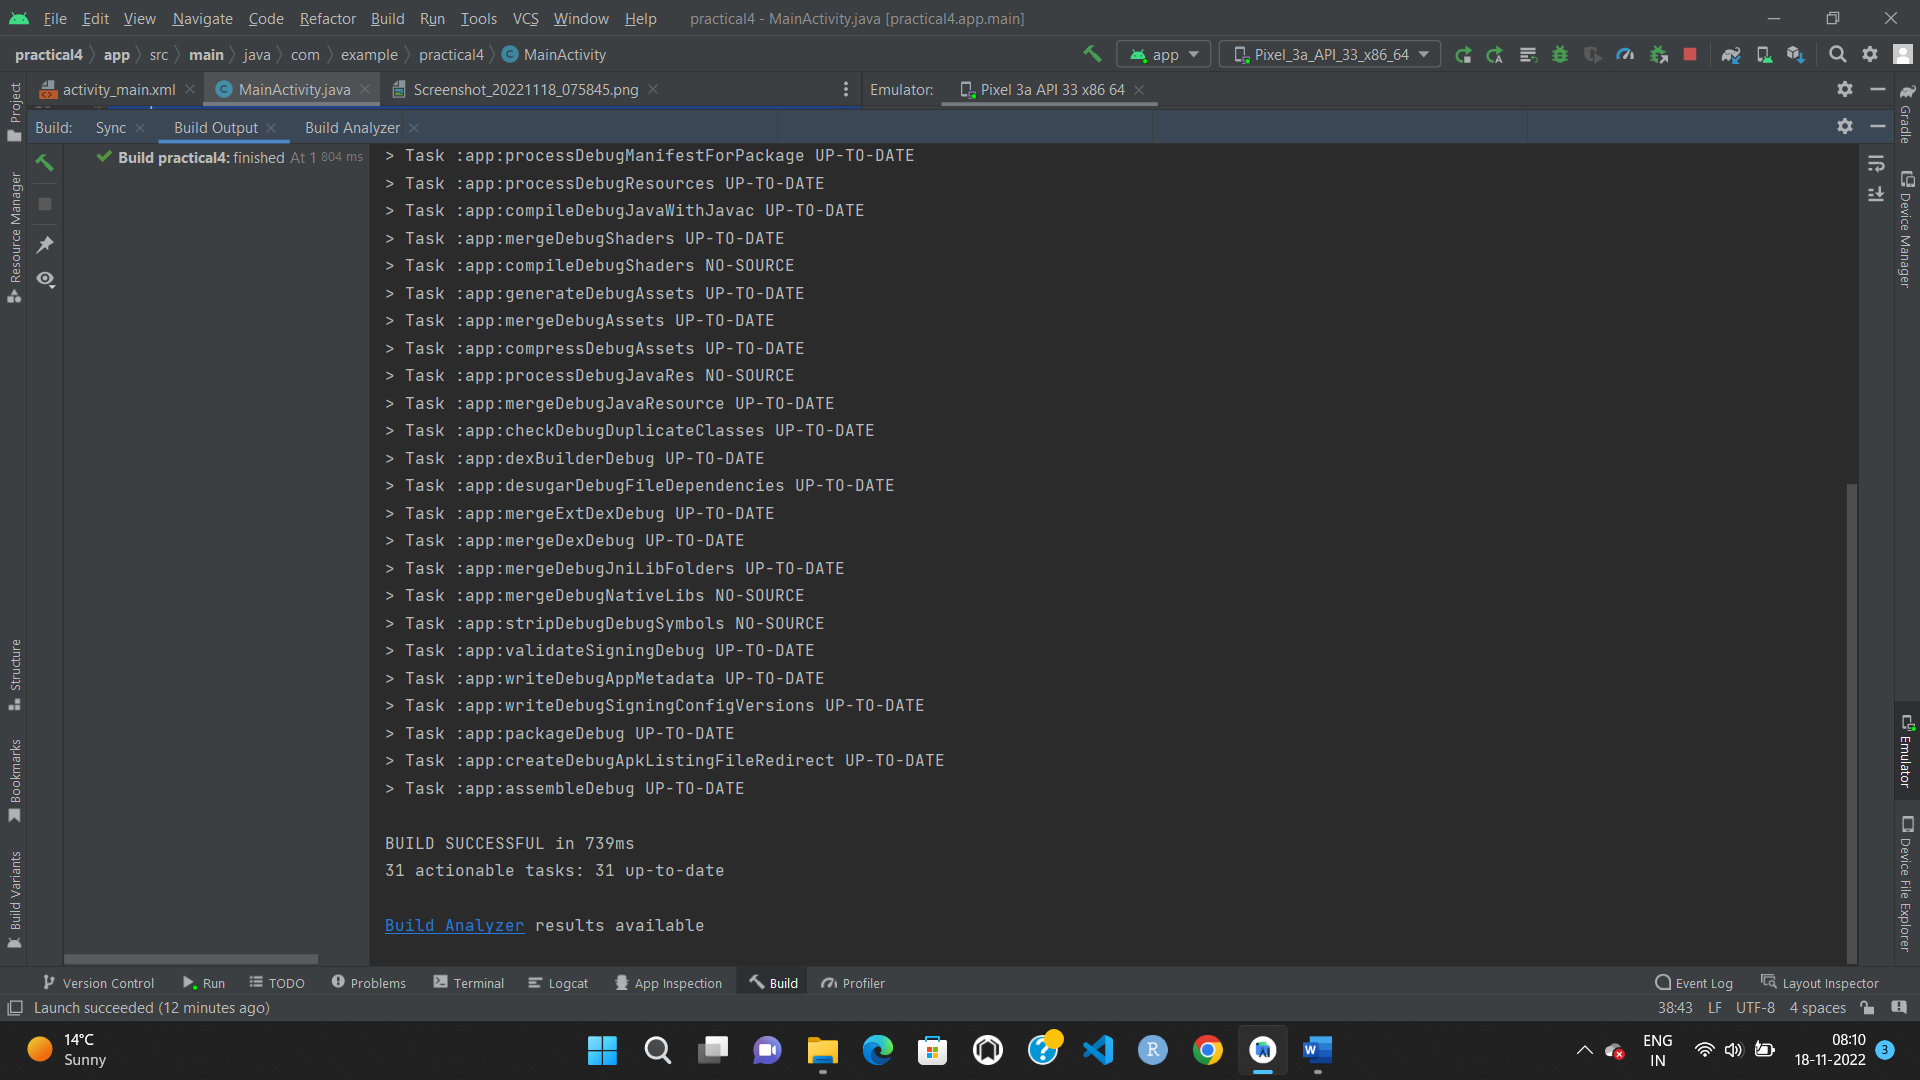 File Edit View Navigate Code Refactor Build Run Tools VCS Window Help practical4 - MainActivity.java [practical4.app.main]
practical4 app src main java com example practical4 MainActivity app Pixel_3a_API_33_x86_64
activity_main.xml MainActivity.java Screenshot_20221118_075845.png Emulator: Pixel 3a API 33 x86 64
Build: Sync Build Output Build Analyzer
Build practical4: finished At 1 804 ms
> Task :app:processDebugManifestForPackage UP-TO-DATE
> Task :app:processDebugResources UP-TO-DATE
> Task :app:compileDebugJavaWithJavac UP-TO-DATE
> Task :app:mergeDebugShaders UP-TO-DATE
> Task :app:compileDebugShaders NO-SOURCE
> Task :app:generateDebugAssets UP-TO-DATE
> Task :app:mergeDebugAssets UP-TO-DATE
> Task :app:compressDebugAssets UP-TO-DATE
> Task :app:processDebugJavaRes NO-SOURCE
> Task :app:mergeDebugJavaResource UP-TO-DATE
> Task :app:checkDebugDuplicateClasses UP-TO-DATE
> Task :app:dexBuilderDebug UP-TO-DATE
> Task :app:desugarDebugFileDependencies UP-TO-DATE
> Task :app:mergeExtDexDebug UP-TO-DATE
> Task :app:mergeDexDebug UP-TO-DATE
> Task :app:mergeDebugJniLibFolders UP-TO-DATE
> Task :app:mergeDebugNativeLibs NO-SOURCE
> Task :app:stripDebugDebugSymbols NO-SOURCE
> Task :app:validateSigningDebug UP-TO-DATE
> Task :app:writeDebugAppMetadata UP-TO-DATE
> Task :app:writeDebugSigningConfigVersions UP-TO-DATE
> Task :app:packageDebug UP-TO-DATE
> Task :app:createDebugApkListingFileRedirect UP-TO-DATE
> Task :app:assembleDebug UP-TO-DATE
BUILD SUCCESSFUL in 739ms
31 actionable tasks: 31 up-to-date
Build Analyzer results available
Project
Resource Manager
Structure
Bookmarks
Build Variants
Gradle
Device Manager
Emulator
Device File Explorer
Version Control Run TODO Problems Terminal Logcat App Inspection Build Profiler Event Log Layout Inspector
Launch succeeded (12 minutes ago) 38:43 LF UTF-8 4 spaces
14°C
Sunny
ENG
IN
08:10
18-11-2022
3